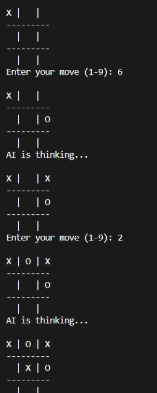 X |   |
---------
  |   |
---------
  |   |
Enter your move (1-9): 6
X |   |
---------
  |   | O
---------
  |   |
AI is thinking...
X |   | X
---------
  |   | O
---------
  |   |
Enter your move (1-9): 2
X | O | X
---------
  |   | O
---------
  |   |
AI is thinking...
X | O | X
---------
  | X | O
---------
  |   |